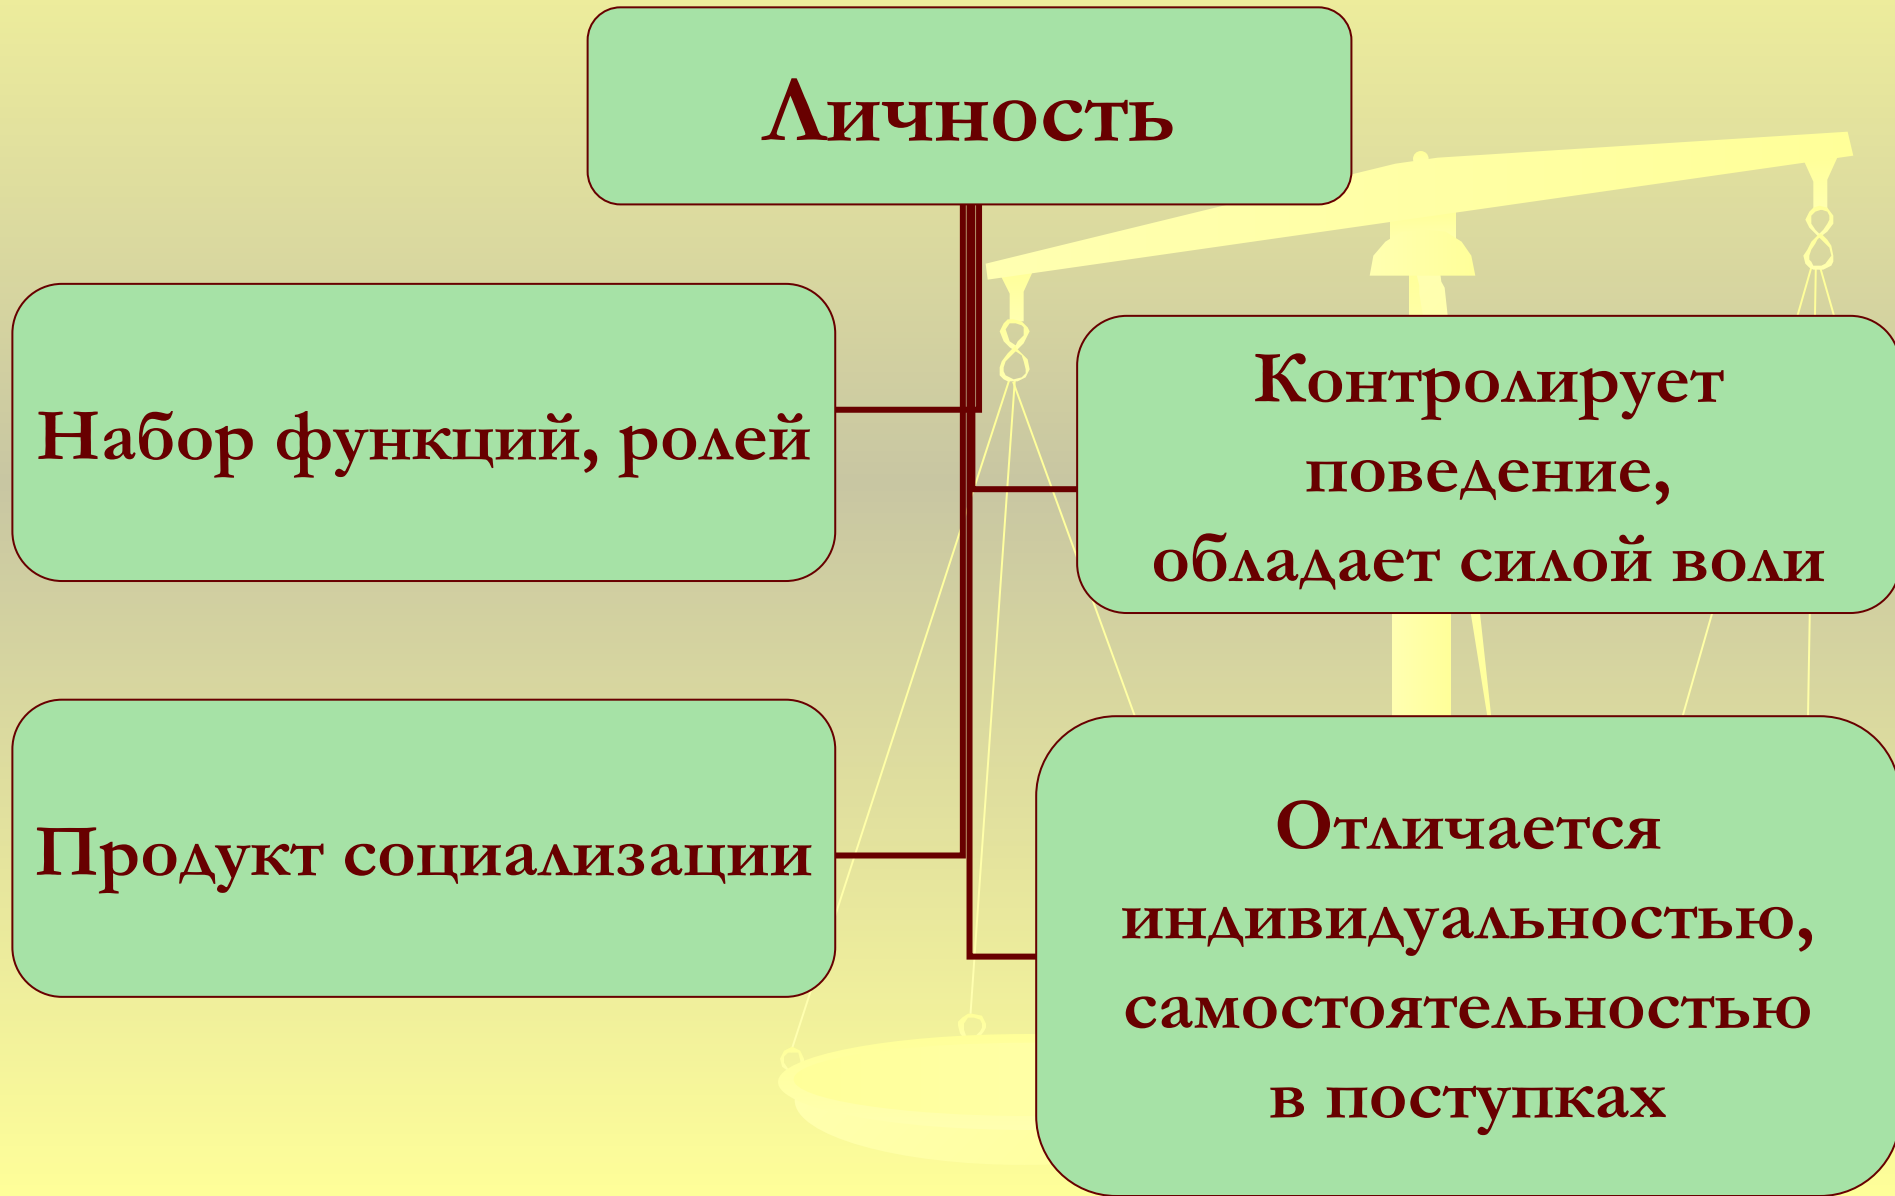 Личность
Набор функций, ролей
Контролирует
поведение,
обладает силой воли
Продукт социализации
Отличается
индивидуальностью,
самостоятельностью
в поступках